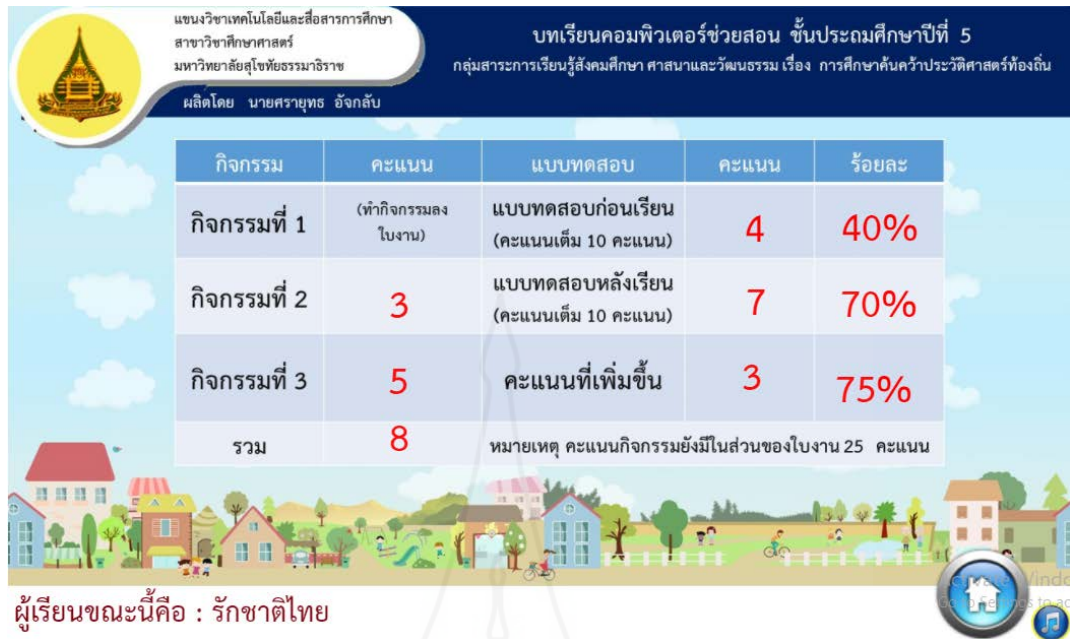 แขนงวิชาเทคโนโลยีและสื่อสารการศึกษา
สาขาวิชาศึกษาศาสตร์
มหาวิทยาลัยสุโขทัยธรรมาธิราช
ผลิตโดย นายศรายุทธ อัจกลับ
บทเรียนคอมพิวเตอร์ช่วยสอน ชั้นประถมศึกษาปีที่ 5
กลุ่มสาระการเรียนรู้สังคมศึกษา ศาสนาและวัฒนธรรม เรื่อง การศึกษาค้นคว้าประวัติศาสตร์ท้องถิ่น
กิจกรรม คะแนน แบบทดสอบ คะแนน ร้อยละ
กิจกรรมที่ 1 (ทำกิจกรรมลง แบบทดสอบก่อนเรียน 4 40%
ใบงาน) (คะแนนเต็ม 10 คะแนน)
กิจกรรมที่ 2 3 แบบทดสอบหลังเรียน 7 70%
(คะแนนเต็ม 10 คะแนน)
กิจกรรมที่ 3 5 คะแนนที่เพิ่มขึ้น 3 75%
รวม 8 หมายเหตุ คะแนนกิจกรรมยังมีในส่วนของใบงาน 25 คะแนน
ผู้เรียนขณะนี้คือ : รักชาติไทย